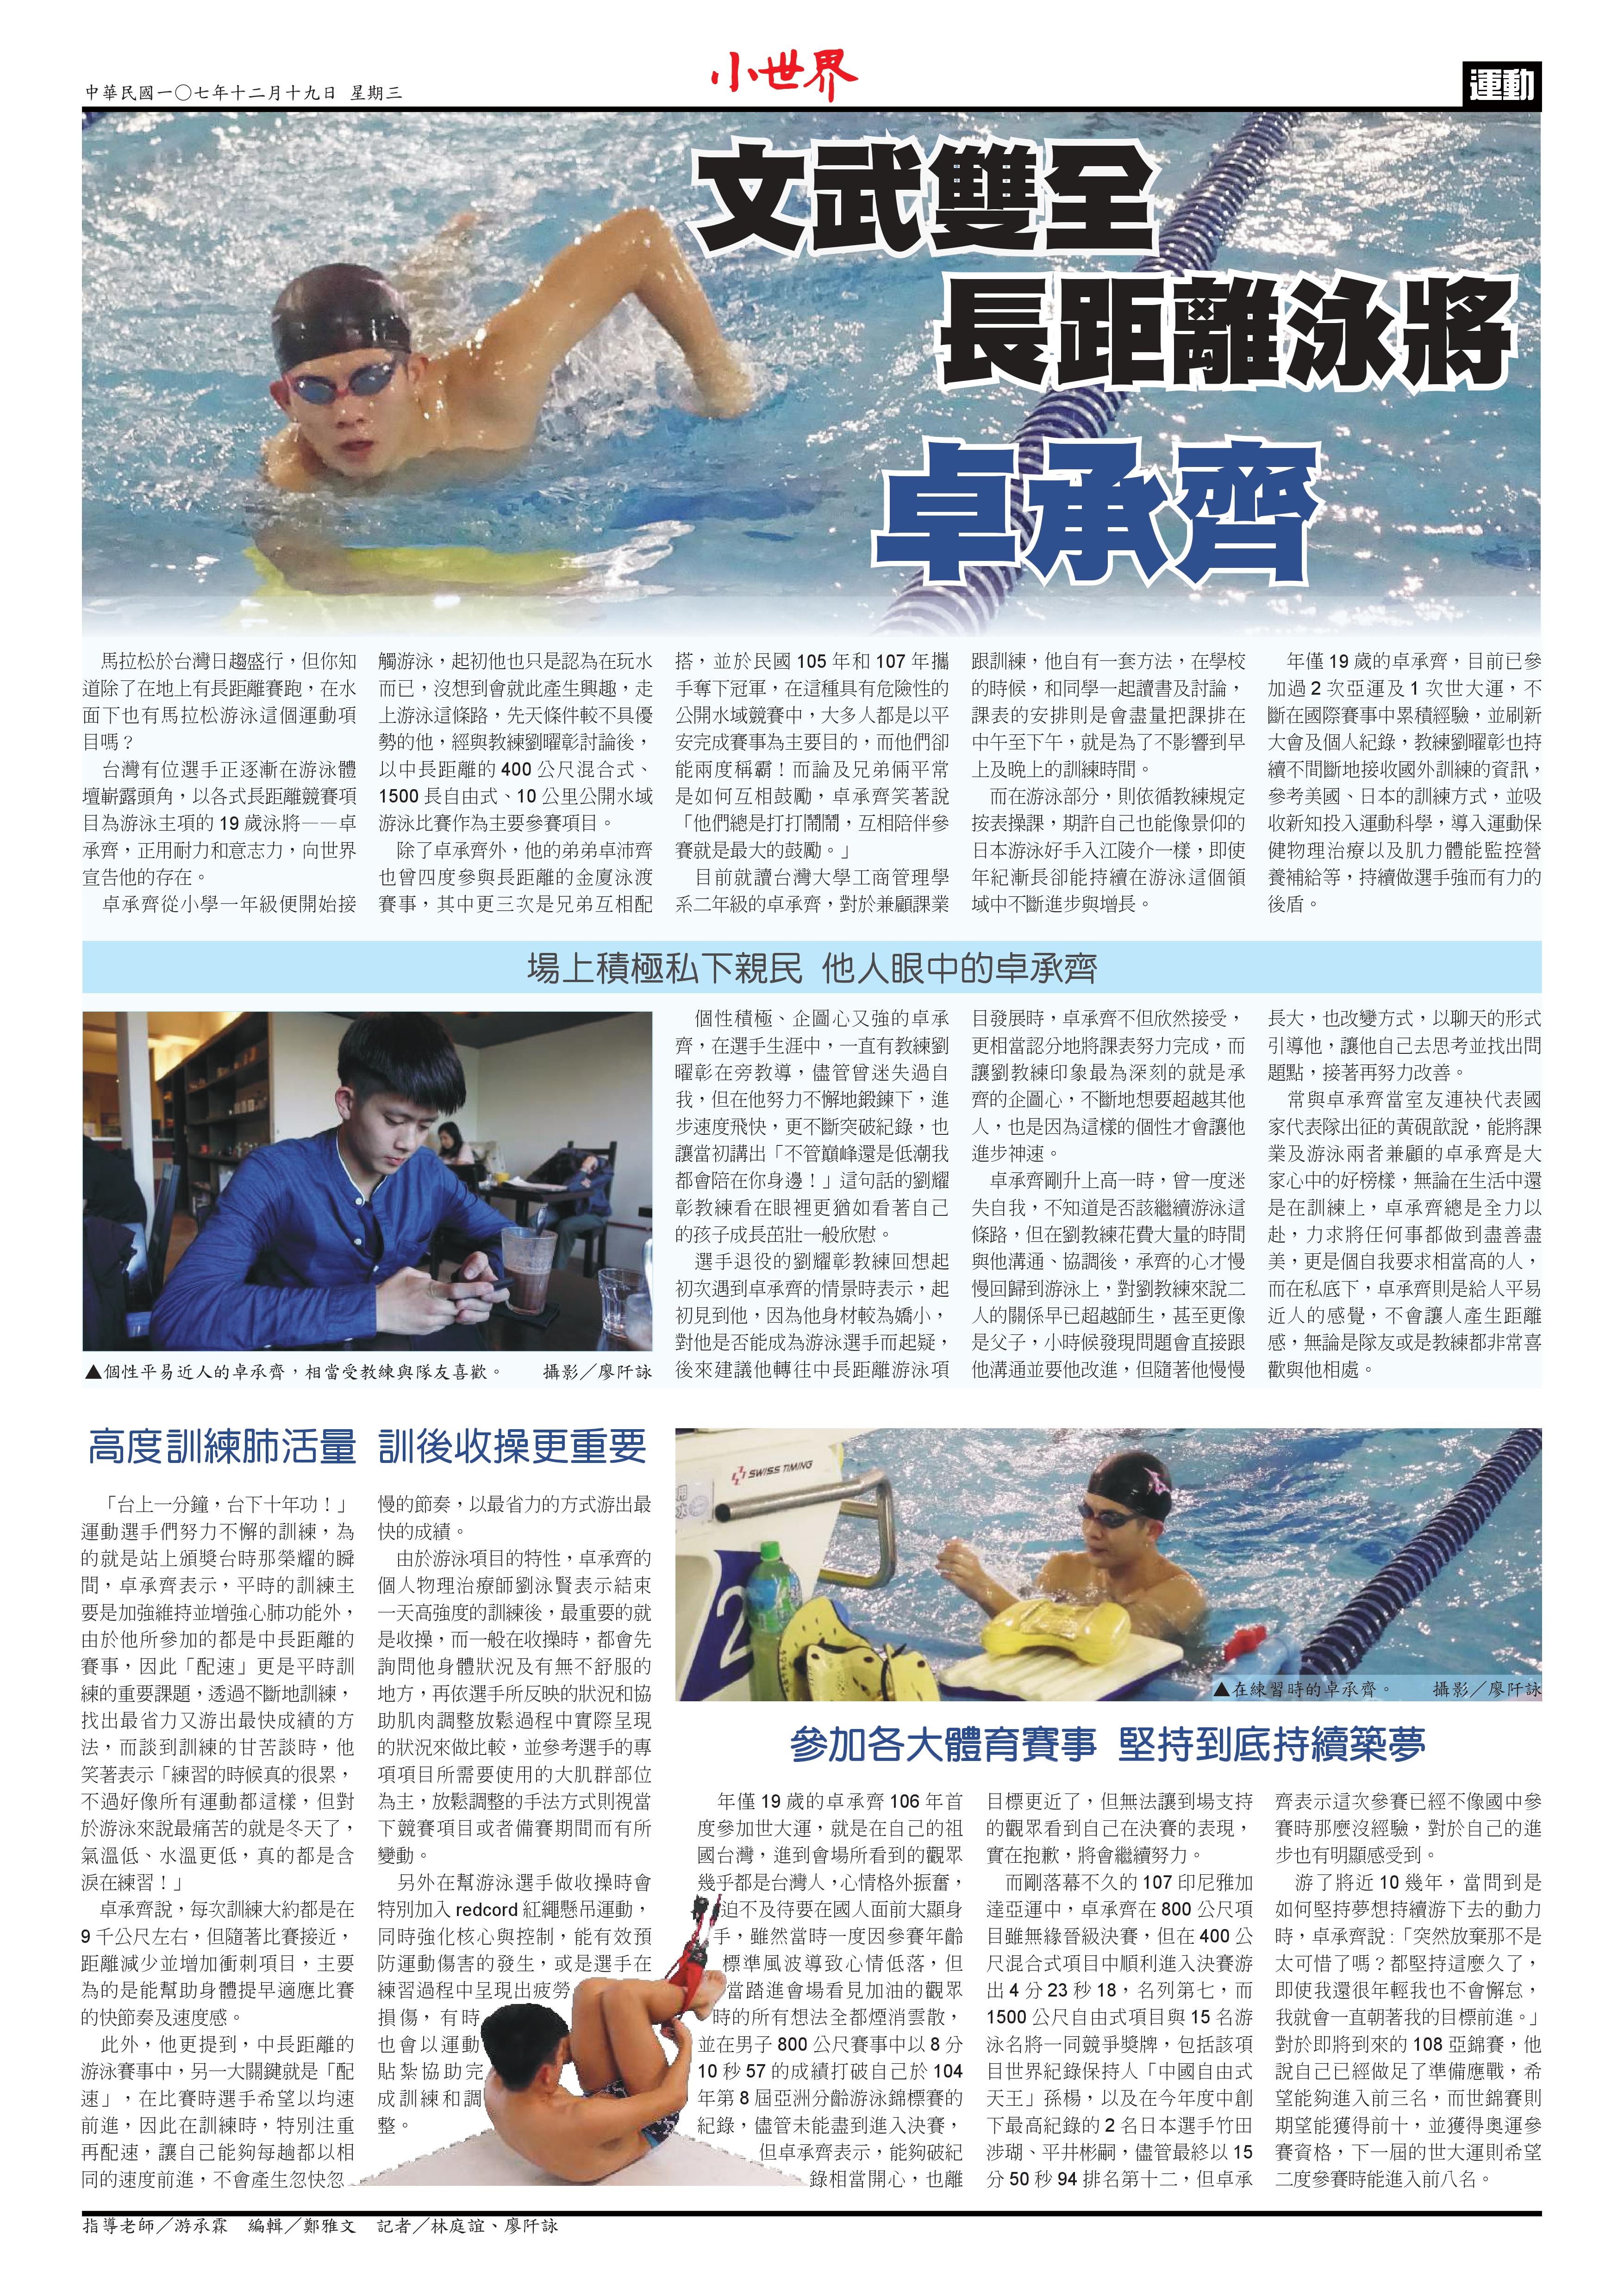 中華民國一〇七年十二月十九日 星期三
小世界
運動
文武雙全
長距離泳將
卓承齊
馬拉松於台灣日趨盛行，但你知
道除了在地上有長距離賽跑，在水
面下也有馬拉松游泳這個運動項
目嗎？
台灣有位選手正逐漸在游泳體
壇嶄露頭角，以各式長距離競賽項
目為游泳主項的 19 歲泳將——卓
承齊，正用耐力和意志力，向世界
宣告他的存在。
卓承齊從小學一年級便開始接
觸游泳，起初他也只是認為在玩水
而已，沒想到會就此產生興趣，走
上游泳這條路，先天條件較不具優
勢的他，經與教練劉曜彰討論後，
以中長距離的 400 公尺混合式、
1500 長自由式、10 公里公開水域
游泳比賽作為主要參賽項目。
除了卓承齊外，他的弟弟卓沛齊
也曾四度參與長距離的金廈泳渡
賽事，其中更三次是兄弟互相配
搭，並於民國 105 年和 107 年攜
手奪下冠軍，在這種具有危險性的
公開水域競賽中，大多人都是以平
安完成賽事為主要目的，而他們卻
能兩度稱霸！而論及兄弟倆平常
是如何互相鼓勵，卓承齊笑著說
「他們總是打打鬧鬧，互相陪伴參
賽就是最大的鼓勵。」
目前就讀台灣大學工商管理學
系二年級的卓承齊，對於兼顧課業
跟訓練，他自有一套方法，在學校
的時候，和同學一起讀書及討論，
課表的安排則是會盡量把課排在
中午至下午，就是為了不影響到早
上及晚上的訓練時間。
而在游泳部分，則依循教練規定
按表操課，期許自己也能像景仰的
日本游泳好手入江陵介一樣，即使
年紀漸長卻能持續在游泳這個領
域中不斷進步與增長。
年僅 19 歲的卓承齊，目前已參
加過 2 次亞運及 1 次世大運，不
斷在國際賽事中累積經驗，並刷新
大會及個人紀錄，教練劉曜彰也持
續不間斷地接收國外訓練的資訊，
參考美國、日本的訓練方式，並吸
收新知投入運動科學，導入運動保
健物理治療以及肌力體能監控營
養補給等，持續做選手強而有力的
後盾。
場上積極私下親民 他人眼中的卓承齊
▲個性平易近人的卓承齊，相當受教練與隊友喜歡。 攝影／廖阡詠
個性積極、企圖心又強的卓承
齊，在選手生涯中，一直有教練劉
曜彰在旁教導，儘管曾迷失過自
我，但在他努力不懈地鍛鍊下，進
步速度飛快，更不斷突破紀錄，也
讓當初講出「不管巔峰還是低潮我
都會陪在你身邊！」這句話的劉耀
彰教練看在眼裡更猶如看著自己
的孩子成長茁壯一般欣慰。
選手退役的劉耀彰教練回想起
初次遇到卓承齊的情景時表示，起
初見到他，因為他身材較為嬌小，
對他是否能成為游泳選手而起疑，
後來建議他轉往中長距離游泳項
目發展時，卓承齊不但欣然接受，
更相當認分地將課表努力完成，而
讓劉教練印象最為深刻的就是承
齊的企圖心，不斷地想要超越其他
人，也是因為這樣的個性才會讓他
進步神速。
卓承齊剛升上高一時，曾一度迷
失自我，不知道是否該繼續游泳這
條路，但在劉教練花費大量的時間
與他溝通、協調後，承齊的心才慢
慢回歸到游泳上，對劉教練來說二
人的關係早已超越師生，甚至更像
是父子，小時候發現問題會直接跟
他溝通並要他改進，但隨著他慢慢
長大，也改變方式，以聊天的形式
引導他，讓他自己去思考並找出問
題點，接著再努力改善。
常與卓承齊當室友連袂代表國
家代表隊出征的黃硯歆說，能將課
業及游泳兩者兼顧的卓承齊是大
家心中的好榜樣，無論在生活中還
是在訓練上，卓承齊總是全力以
赴，力求將任何事都做到盡善盡
美，更是個自我要求相當高的人，
而在私底下，卓承齊則是給人平易
近人的感覺，不會讓人產生距離
感，無論是隊友或是教練都非常喜
歡與他相處。
高度訓練肺活量 訓後收操更重要
「台上一分鐘，台下十年功！」
運動選手們努力不懈的訓練，為
的就是站上頒獎台時那榮耀的瞬
間，卓承齊表示，平時的訓練主
要是加強維持並增強心肺功能外，
由於他所參加的都是中長距離的
賽事，因此「配速」更是平時訓
練的重要課題，透過不斷地訓練，
找出最省力又游出最快成績的方
法，而談到訓練的甘苦談時，他
笑著表示「練習的時候真的很累，
不過好像所有運動都這樣，但對
於游泳來說最痛苦的就是冬天了，
氣溫低、水溫更低，真的都是含
淚在練習！」
卓承齊說，每次訓練大約都是在
9 千公尺左右，但隨著比賽接近，
距離減少並增加衝刺項目，主要
為的是能幫助身體提早適應比賽
的快節奏及速度感。
此外，他更提到，中長距離的
游泳賽事中，另一大關鍵就是「配
速」，在比賽時選手希望以均速
前進，因此在訓練時，特別注重
再配速，讓自己能夠每趟都以相
同的速度前進，不會產生忽快忽
慢的節奏，以最省力的方式游出最
快的成績。
由於游泳項目的特性，卓承齊的
個人物理治療師劉泳賢表示結束
一天高強度的訓練後，最重要的就
是收操，而一般在收操時，都會先
詢問他身體狀況及有無不舒服的
地方，再依選手所反映的狀況和協
助肌肉調整放鬆過程中實際呈現
的狀況來做比較，並參考選手的專
項項目所需要使用的大肌群部位
為主，放鬆調整的手法方式則視當
下競賽項目或者備賽期間而有所
變動。
另外在幫游泳選手做收操時會
特別加入 redcord 紅繩懸吊運動，
同時強化核心與控制，能有效預
防運動傷害的發生，或是選手在
練習過程中呈現出疲勞
損傷，有時
也會以運動
貼紮協助完
成訓練和調
整。
SWISS TIMING
2
▲在練習時的卓承齊。 攝影／廖阡詠
參加各大體育賽事 堅持到底持續築夢
年僅 19 歲的卓承齊 106 年首
度參加世大運，就是在自己的祖
國台灣，進到會場所看到的觀眾
幾乎都是台灣人，心情格外振奮，
迫不及待要在國人面前大顯身
手，雖然當時一度因參賽年齡
標準風波導致心情低落，但
當踏進會場看見加油的觀眾
時的所有想法全都煙消雲散，
並在男子 800 公尺賽事中以 8 分
10 秒 57 的成績打破自己於 104
年第 8 屆亞洲分齡游泳錦標賽的
紀錄，儘管未能盡到進入決賽，
但卓承齊表示，能夠破紀
錄相當開心，也離
目標更近了，但無法讓到場支持
的觀眾看到自己在決賽的表現，
實在抱歉，將會繼續努力。
而剛落幕不久的 107 印尼雅加
達亞運中，卓承齊在 800 公尺項
目雖無緣晉級決賽，但在 400 公
尺混合式項目中順利進入決賽游
出 4 分 23 秒 18，名列第七，而
1500 公尺自由式項目與 15 名游
泳名將一同競爭獎牌，包括該項
目世界紀錄保持人「中國自由式
天王」孫楊，以及在今年度中創
下最高紀錄的 2 名日本選手竹田
涉瑚、平井彬嗣，儘管最終以 15
分 50 秒 94 排名第十二，但卓承
齊表示這次參賽已經不像國中參
賽時那麼沒經驗，對於自己的進
步也有明顯感受到。
游了將近 10 幾年，當問到是
如何堅持夢想持續游下去的動力
時，卓承齊說：「突然放棄那不是
太可惜了嗎？都堅持這麼久了，
即使我還很年輕我也不會懈怠，
我就會一直朝著我的目標前進。」
對於即將到來的 108 亞錦賽，他
說自己已經做足了準備應戰，希
望能夠進入前三名，而世錦賽則
期望能獲得前十，並獲得奧運參
賽資格，下一屆的世大運則希望
二度參賽時能進入前八名。
指導老師／游承霖 編輯／鄭雅文 記者／林庭誼、廖阡詠